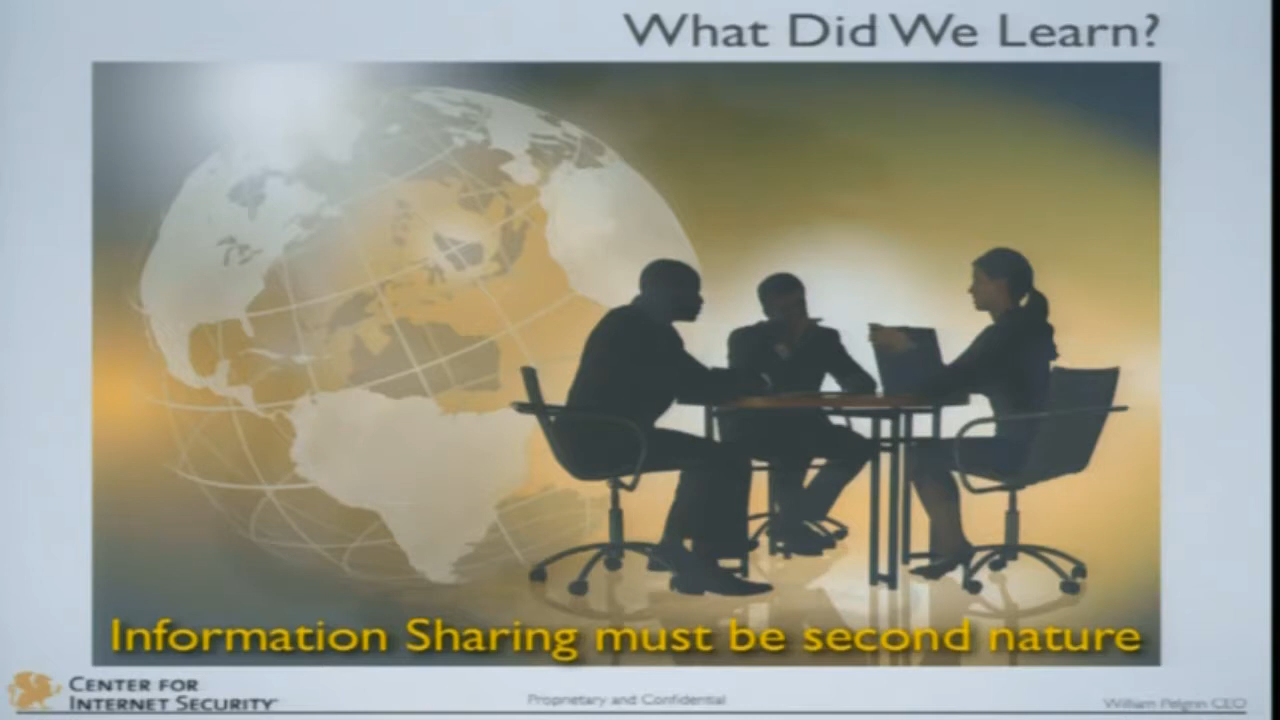 What Did We Learn?
Information Sharing must be second nature
CENTER FOR
INTERNET SECURITY
Proprietary and Confidential
William Pelgrin CEO